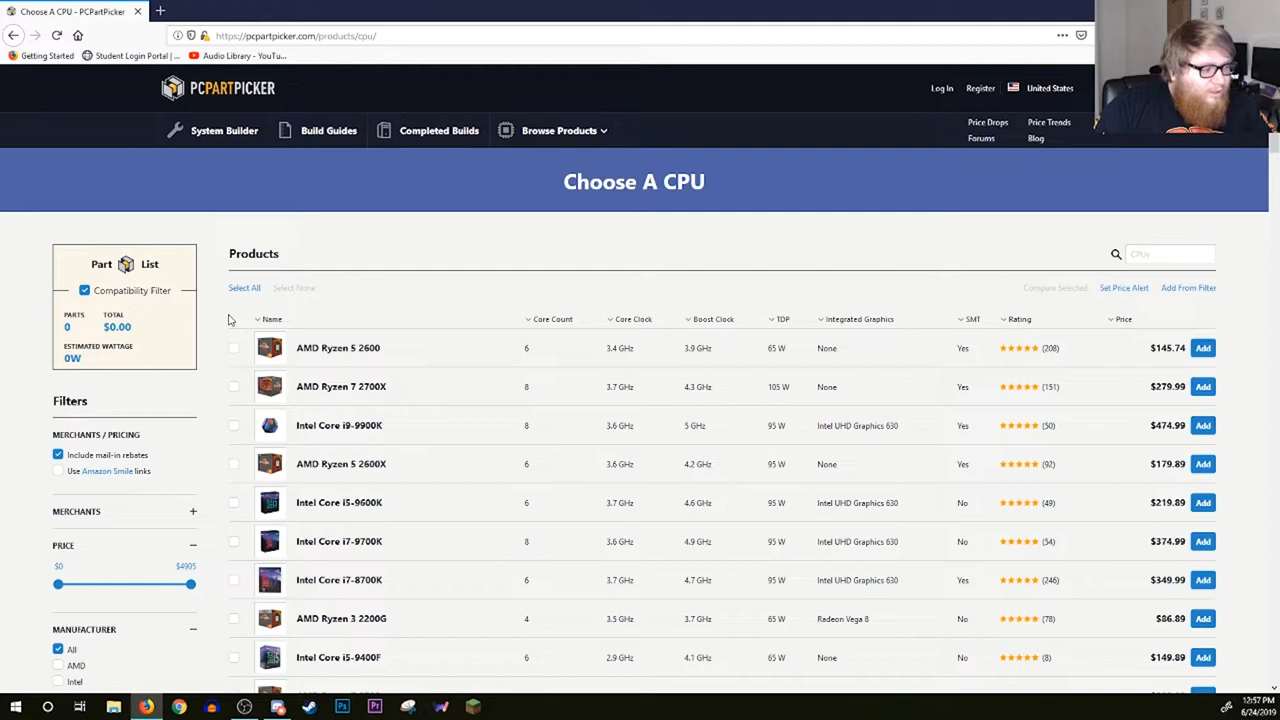 Choose A CPU - PCPartPicker
https://pcpartpicker.com/products/cpu/
Getting Started Student Login Portal | ... Audio Library - YouTu...
PCPARTPICKER
Log In Register United States
System Builder Build Guides Completed Builds Browse Products
Price Drops Price Trends
Forums Blog
Choose A CPU
Part List
Compatibility Filter
PARTS TOTAL
0 $0.00
ESTIMATED WATTAGE
0W
Filters
MERCHANTS / PRICING
Include mail-in rebates
Use Amazon Smile links
MERCHANTS
PRICE
$0 $4905
MANUFACTURER
All
AMD
Intel
Products
CPUs
Select All Select None Compare Selected Set Price Alert Add From Filter
Name Core Count Core Clock Boost Clock TDP Integrated Graphics SMT Rating Price
AMD Ryzen 5 2600 6 3.4 GHz 3.9 GHz 65 W None Yes (208) $145.74 Add
AMD Ryzen 7 2700X 8 3.7 GHz 4.3 GHz 105 W None Yes (151) $279.99 Add
Intel Core i9-9900K 8 3.6 GHz 5 GHz 95 W Intel UHD Graphics 630 Yes (50) $474.99 Add
AMD Ryzen 5 2600X 6 3.6 GHz 4.2 GHz 95 W None Yes (92) $179.89 Add
Intel Core i5-9600K 6 3.7 GHz 4.6 GHz 95 W Intel UHD Graphics 630 No (49) $219.89 Add
Intel Core i7-9700K 8 3.6 GHz 4.9 GHz 95 W Intel UHD Graphics 630 No (54) $374.99 Add
Intel Core i7-8700K 6 3.7 GHz 4.7 GHz 95 W Intel UHD Graphics 630 Yes (246) $349.99 Add
AMD Ryzen 3 2200G 4 3.5 GHz 3.7 GHz 65 W Radeon Vega 8 No (78) $86.89 Add
Intel Core i5-9400F 6 2.9 GHz 4.1 GHz 65 W None No (8) $149.89 Add
12:57 PM
6/24/2019